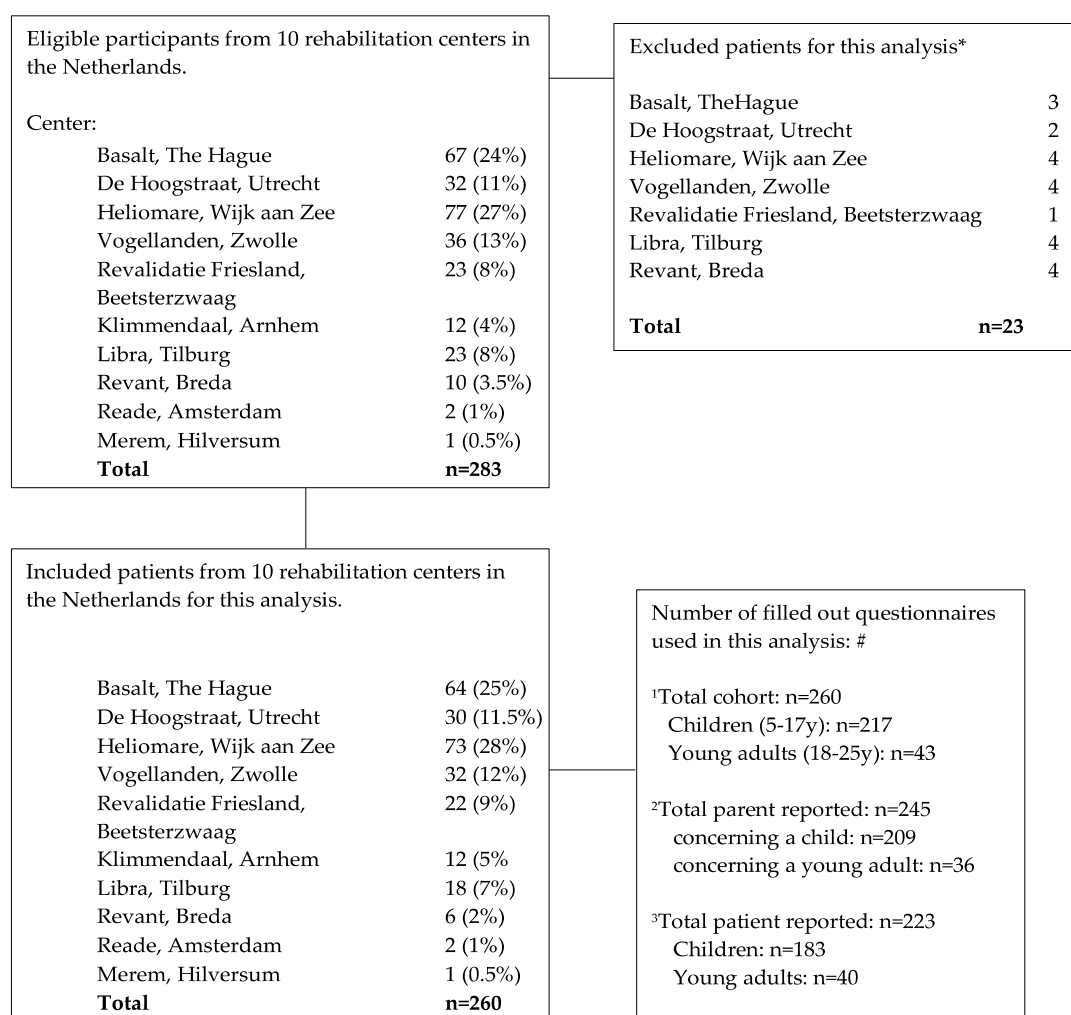 Eligible participants from 10 rehabilitation centers in
the Netherlands.
Center:
Basalt, The Hague 67 (24%)
De Hoogstraat, Utrecht 32 (11%)
Heliomare, Wijk aan Zee 77 (27%)
Vogellanden, Zwolle 36 (13%)
Revalidatie Friesland, 23 (8%)
Beetsterzwaag
Klimmendaal, Arnhem 12 (4%)
Libra, Tilburg 23 (8%)
Revant, Breda 10 (3.5%)
Reade, Amsterdam 2 (1%)
Merem, Hilversum 1 (0.5%)
Total n=283
Excluded patients for this analysis*
Basalt, TheHague 3
De Hoogstraat, Utrecht 2
Heliomare, Wijk aan Zee 4
Vogellanden, Zwolle 4
Revalidatie Friesland, Beetsterzwaag 1
Libra, Tilburg 4
Revant, Breda 4
Total n=23
Included patients from 10 rehabilitation centers in
the Netherlands for this analysis.
Basalt, The Hague 64 (25%)
De Hoogstraat, Utrecht 30 (11.5%)
Heliomare, Wijk aan Zee 73 (28%)
Vogellanden, Zwolle 32 (12%)
Revalidatie Friesland, 22 (9%)
Beetsterzwaag
Klimmendaal, Arnhem 12 (5%
Libra, Tilburg 18 (7%)
Revant, Breda 6 (2%)
Reade, Amsterdam 2 (1%)
Merem, Hilversum 1 (0.5%)
Total n=260
Number of filled out questionnaires
used in this analysis: #
¹Total cohort: n=260
Children (5-17y): n=217
Young adults (18-25y): n=43
²Total parent reported: n=245
concerning a child: n=209
concerning a young adult: n=36
³Total patient reported: n=223
Children: n=183
Young adults: n=40